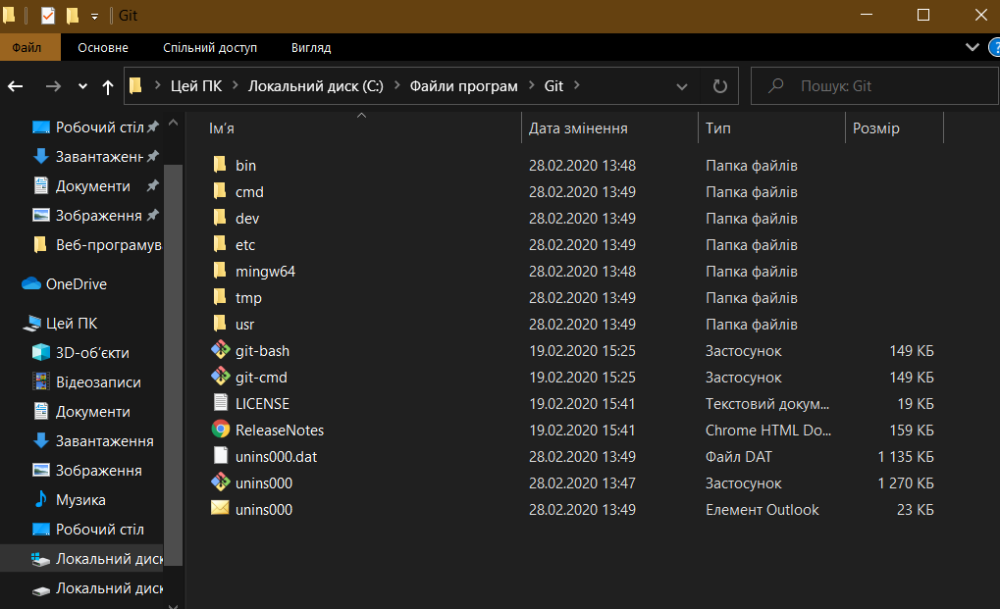 Git
Файл Основне Спільний доступ Вигляд
Цей ПК Локальний диск (C:) Файли програм Git Пошук: Git
Ім'я Дата змінення Тип Розмір
Робочий стіл
Завантажен
Документи
Зображення
Веб-програмув
OneDrive
Цей ПК
3D-об'єкти
Відеозаписи
Документи
Завантаження
Зображення
Музика
Робочий стіл
Локальний диск
Локальний диск
bin 28.02.2020 13:48 Папка файлів
cmd 28.02.2020 13:49 Папка файлів
dev 28.02.2020 13:49 Папка файлів
etc 28.02.2020 13:49 Папка файлів
mingw64 28.02.2020 13:48 Папка файлів
tmp 28.02.2020 13:49 Папка файлів
usr 28.02.2020 13:49 Папка файлів
git-bash 19.02.2020 15:25 Застосунок 149 КБ
git-cmd 19.02.2020 15:25 Застосунок 149 КБ
LICENSE 19.02.2020 15:41 Текстовий докум... 19 КБ
ReleaseNotes 19.02.2020 15:41 Chrome HTML Do... 159 КБ
unins000.dat 28.02.2020 13:49 Файл DAT 1 135 КБ
unins000 28.02.2020 13:47 Застосунок 1 270 КБ
unins000 28.02.2020 13:49 Елемент Outlook 23 КБ